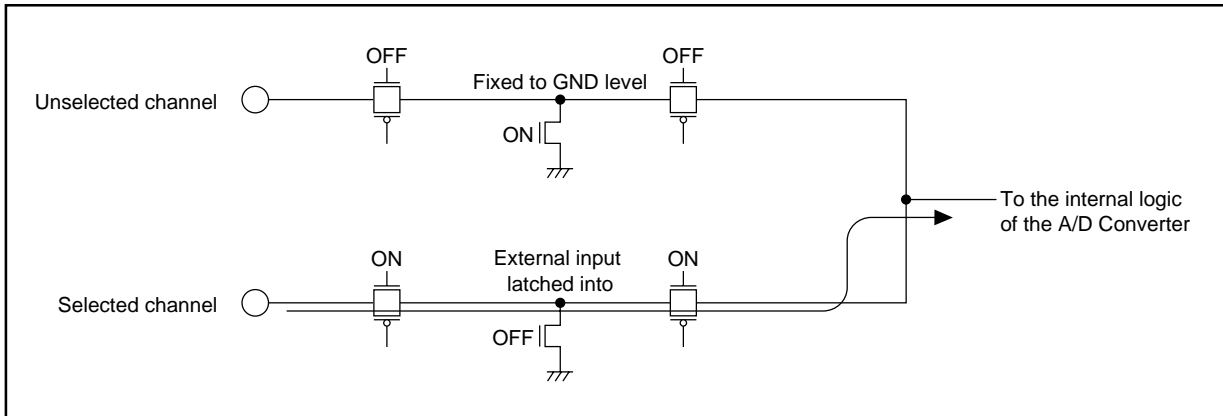 OFF
OFF
Fixed to GND level
Unselected channel
ON
To the internal logic
of the A/D Converter
ON
External input
latched into
ON
Selected channel
OFF